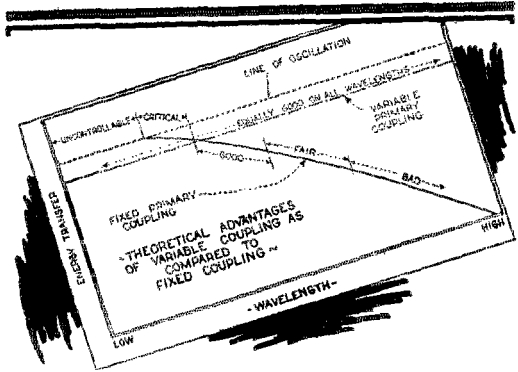 LINE OF OSCILLATION
UNCONTROLLABLE
CRITICAL
EQUALLY GOOD ON ALL WAVELENGTHS
VARIABLE
PRIMARY
COUPLING
GOOD
FAIR
BAD
FIXED PRIMARY
COUPLING
ENERGY TRANSFER
~THEORETICAL ADVANTAGES
OF VARIABLE COUPLING AS
COMPARED TO
FIXED COUPLING~
LOW
-WAVELENGTH-
HIGH